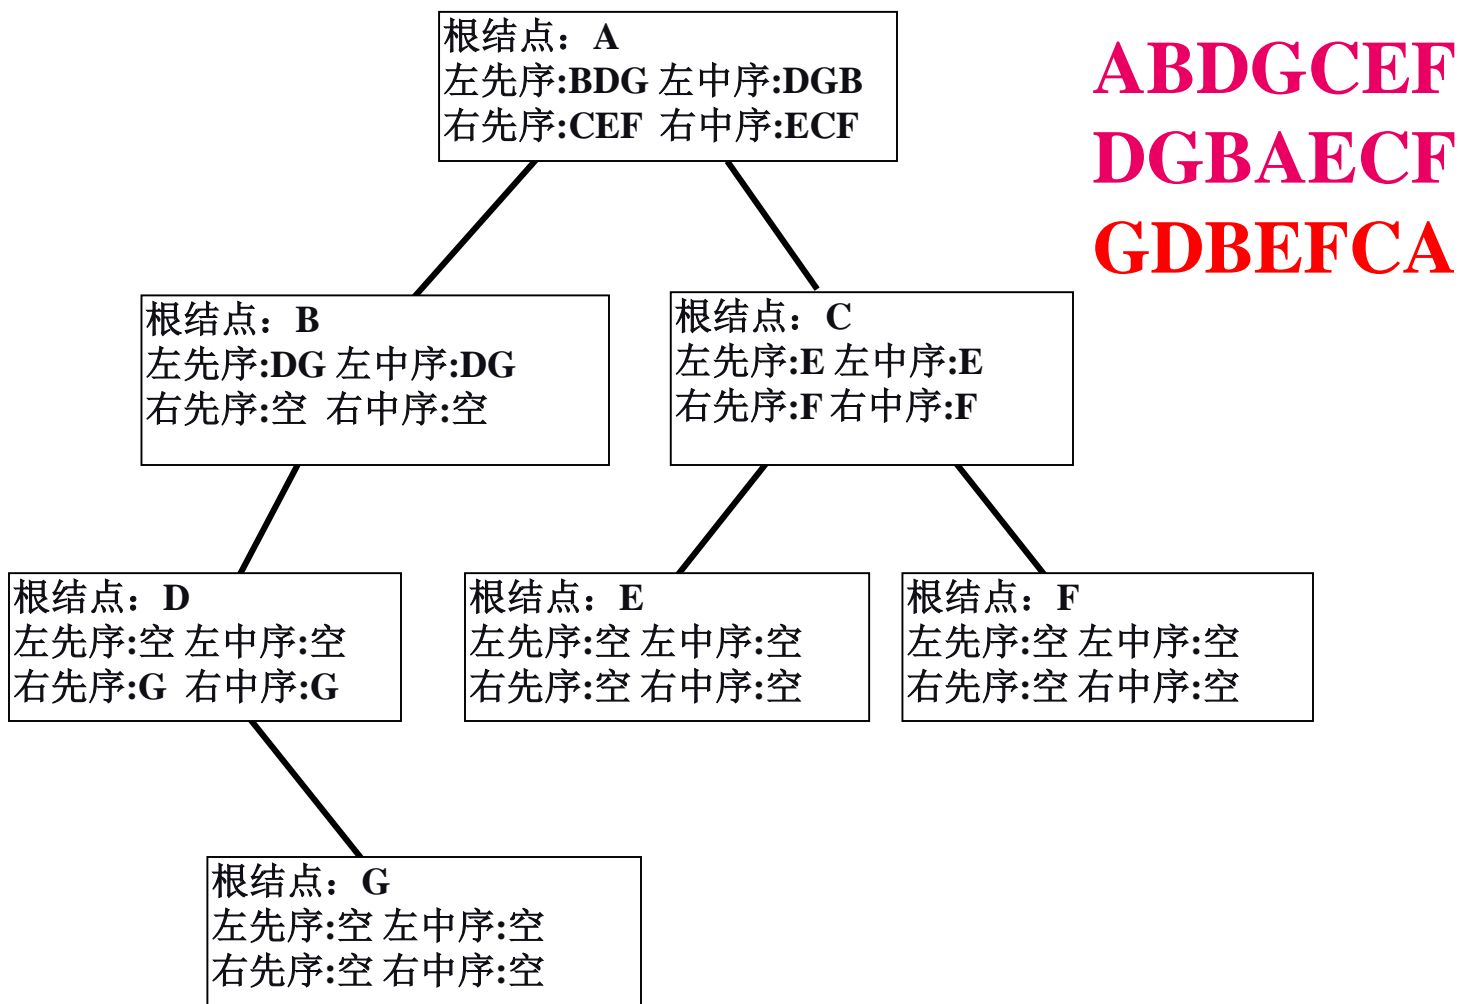 根结点：A
左先序:BDG 左中序:DGB
右先序:CEF 右中序:ECF
ABDGCEF
DGBAECF
GDBEFCA
根结点：B
左先序:DG 左中序:DG
右先序:空 右中序:空
根结点：C
左先序:E 左中序:E
右先序:F 右中序:F
根结点：D
左先序:空 左中序:空
右先序:G 右中序:G
根结点：E
左先序:空 左中序:空
右先序:空 右中序:空
根结点：F
左先序:空 左中序:空
右先序:空 右中序:空
根结点：G
左先序:空 左中序:空
右先序:空 右中序:空